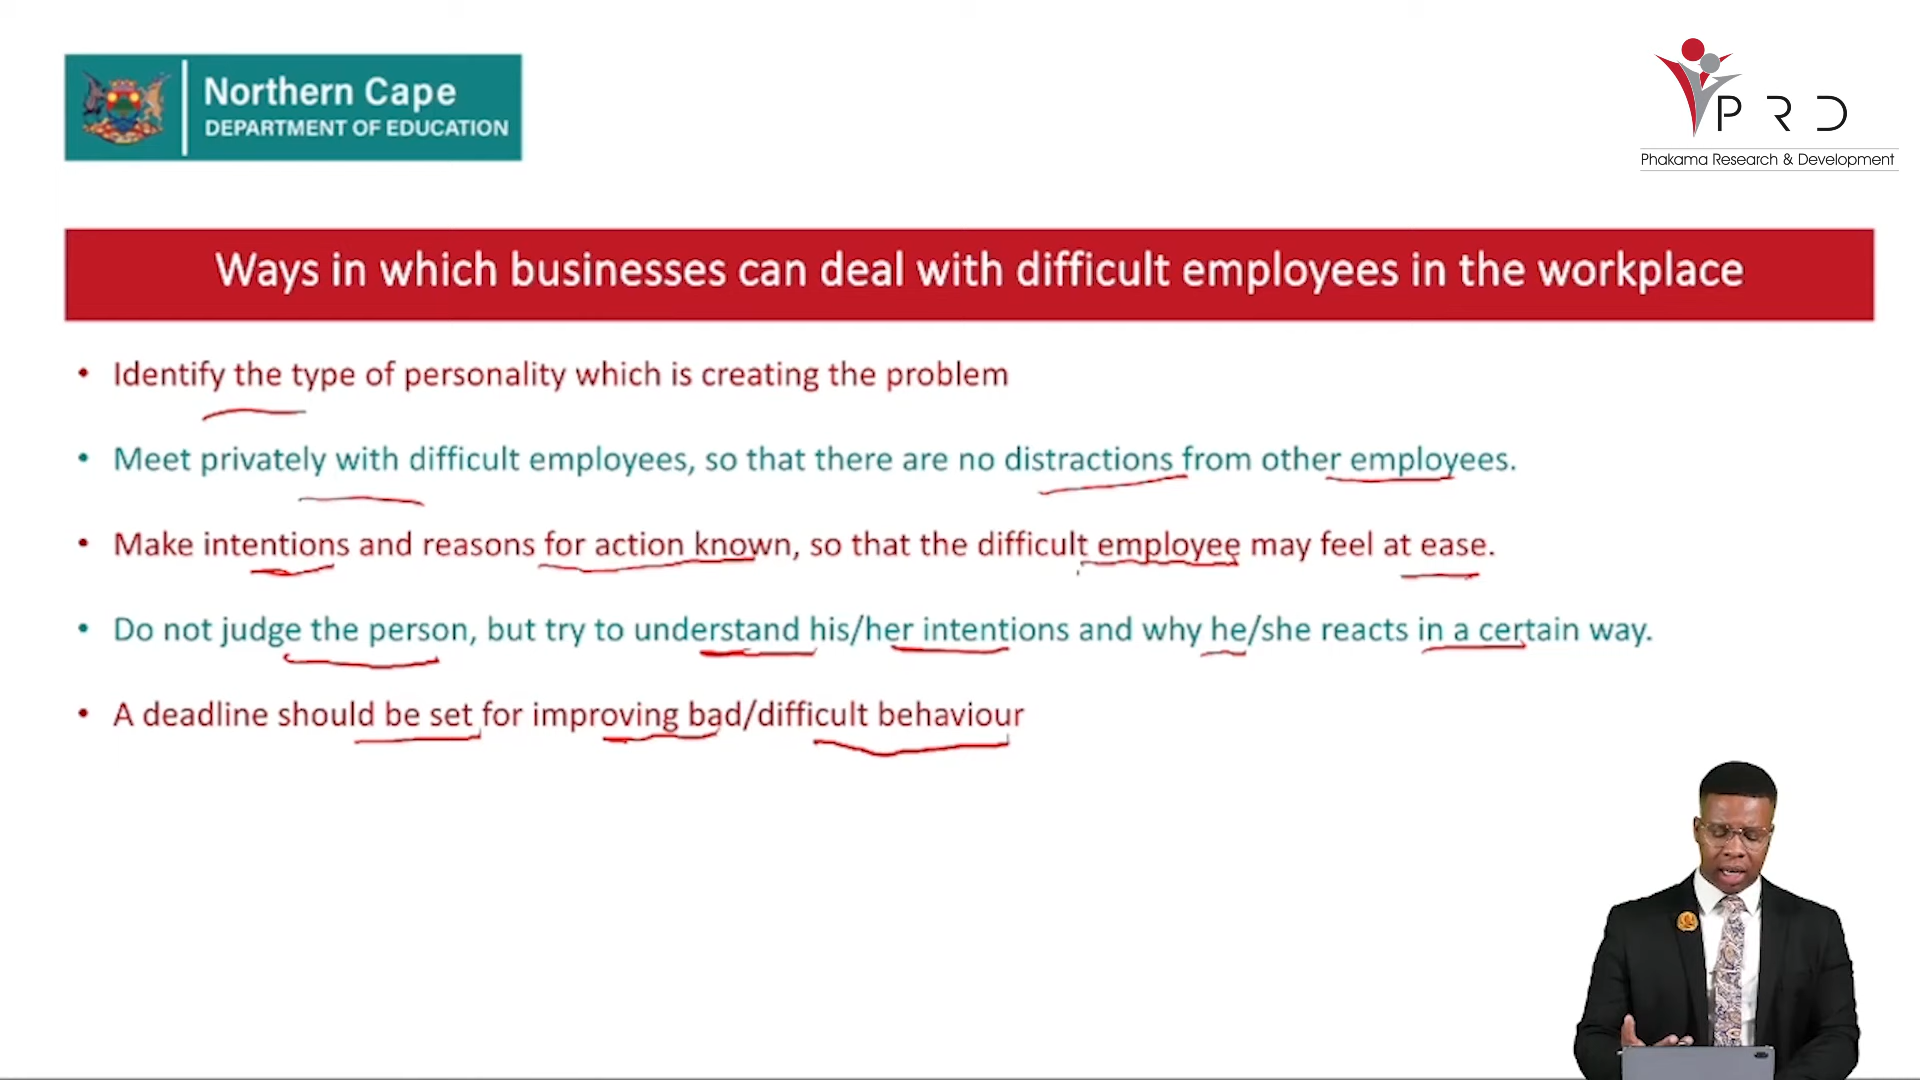 Northern Cape
DEPARTMENT OF EDUCATION
P R D
Phakama Research & Development
Ways in which businesses can deal with difficult employees in the workplace
• Identify the type of personality which is creating the problem
• Meet privately with difficult employees, so that there are no distractions from other employees.
• Make intentions and reasons for action known, so that the difficult employee may feel at ease.
• Do not judge the person, but try to understand his/her intentions and why he/she reacts in a certain way.
• A deadline should be set for improving bad/difficult behaviour